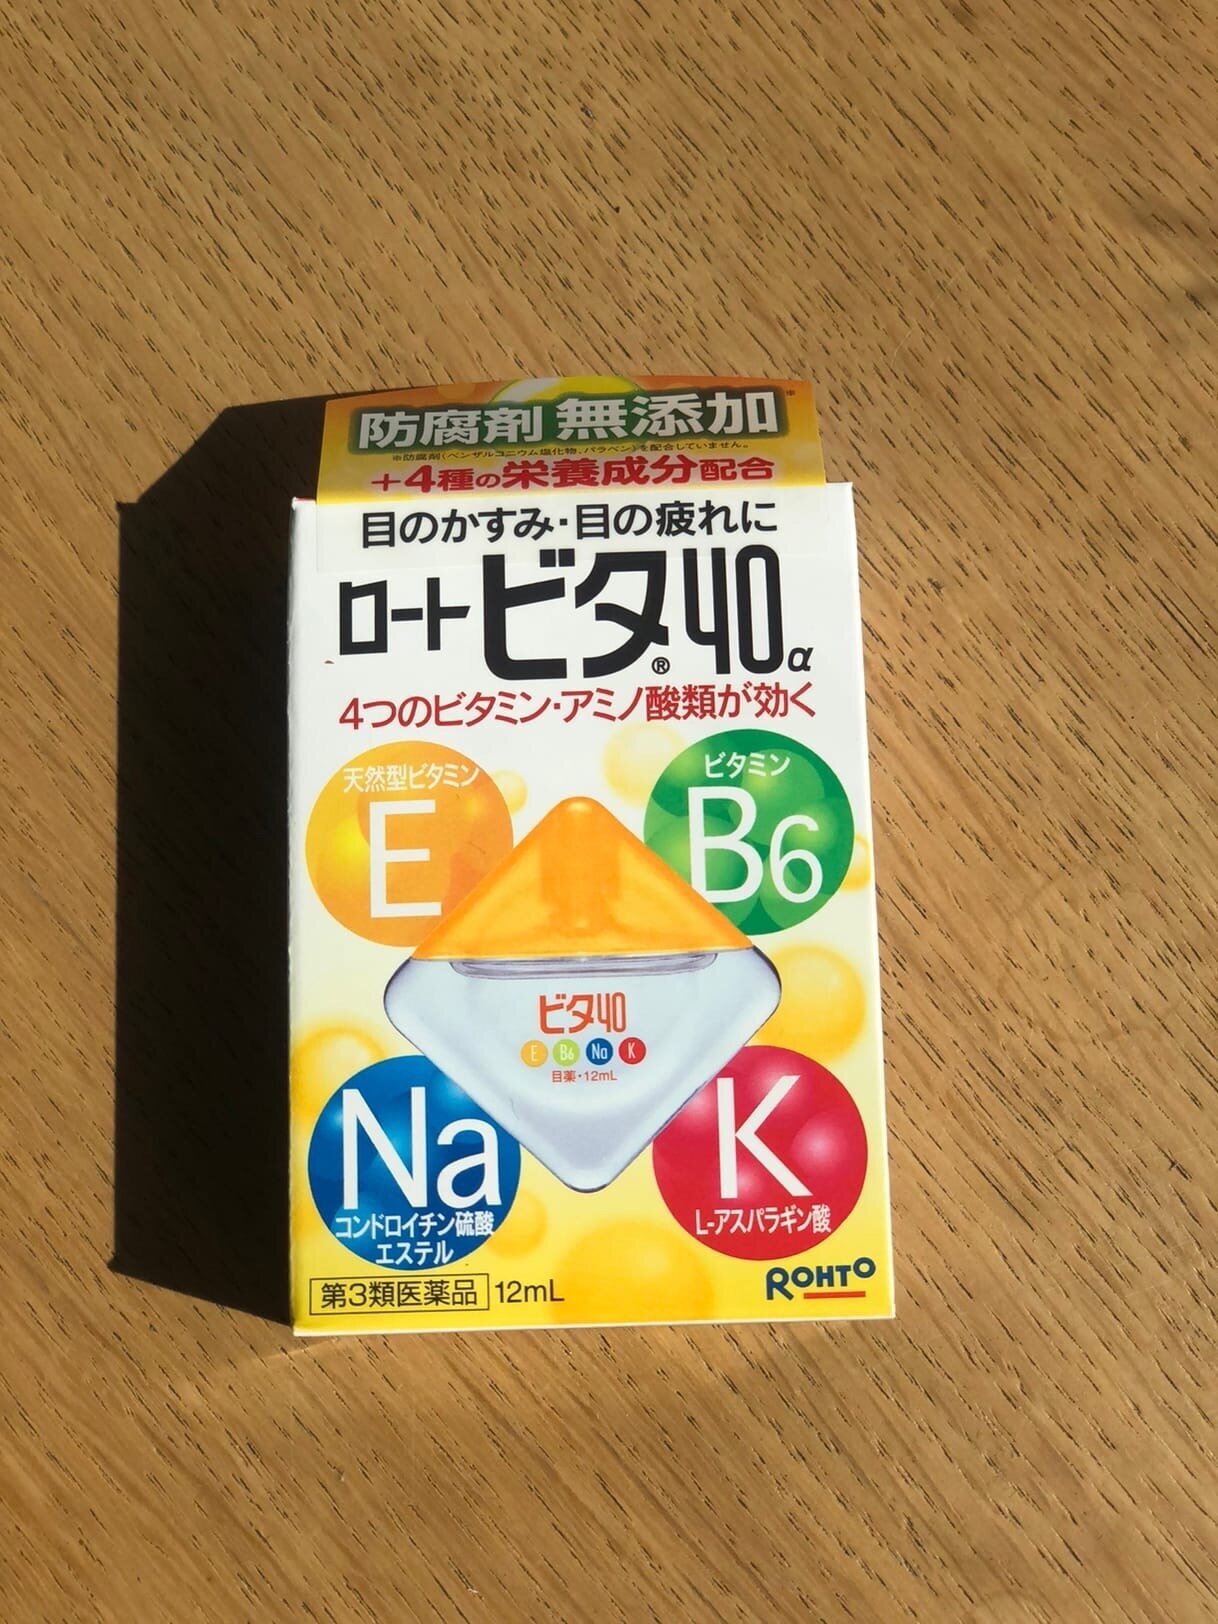 防腐剤 無添加※
※防腐剤(ベンザルコニウム塩化物、パラベン)を配合していません。
+4種の栄養成分配合
目のかすみ・目の疲れに
ロートビタ®40α
4つのビタミン・アミノ酸類が効く
天然型ビタミン
E
ビタミン
B6
ビタ40
E B6 Na K
目薬・12mL
Na
コンドロイチン硫酸
エステル
K
L-アスパラギン酸
第3類医薬品 12mL
ROHTO